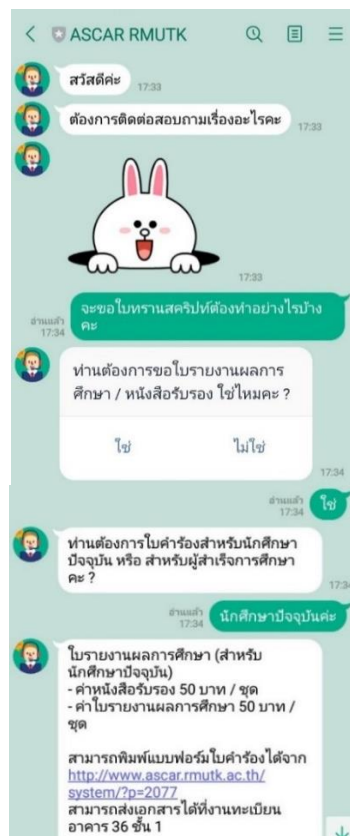 ASCAR RMUTK
สวัสดีค่ะ
17:33
ต้องการติดต่อสอบถามเรื่องอะไรคะ
17:33
17:33
จะขอใบทรานสคริปท์ต้องทำอย่างไรบ้าง
คะ
อ่านแล้ว
17:34
ท่านต้องการขอใบรายงานผลการ
ศึกษา / หนังสือรับรอง ใช่ไหมคะ ?
ใช่ ไม่ใช่
17:34
อ่านแล้ว
17:34
ใช่
ท่านต้องการใบคำร้องสำหรับนักศึกษา
ปัจจุบัน หรือ สำหรับผู้สำเร็จการศึกษา
คะ ?
17:34
อ่านแล้ว
17:34
นักศึกษาปัจจุบันค่ะ
ใบรายงานผลการศึกษา (สำหรับ
นักศึกษาปัจจุบัน)
- ค่าหนังสือรับรอง 50 บาท / ชุด
- ค่าใบรายงานผลการศึกษา 50 บาท /
ชุด
สามารถพิมพ์แบบฟอร์มใบคำร้องได้จาก
http://www.ascar.rmutk.ac.th/
system/?p=2077
สามารถส่งเอกสารได้ที่งานทะเบียน
อาคาร 36 ชั้น 1